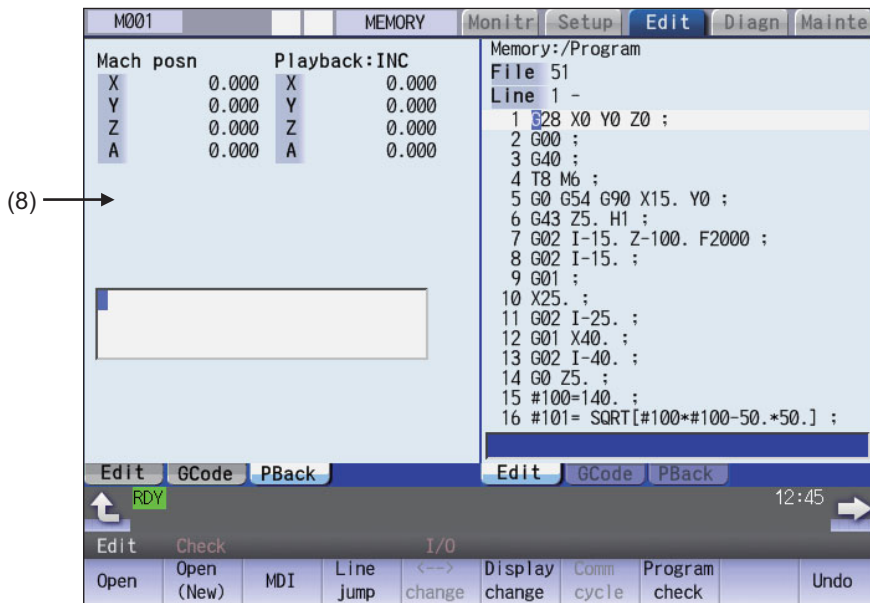 M001 MEMORY Monitr Setup Edit Diagn Mainte
Mach posn Playback:INC
X 0.000 X 0.000
Y 0.000 Y 0.000
Z 0.000 Z 0.000
A 0.000 A 0.000
(8)
Memory:/Program
File 51
Line 1 -
1 G28 X0 Y0 Z0 ;
2 G00 ;
3 G40 ;
4 T8 M6 ;
5 G0 G54 G90 X15. Y0 ;
6 G43 Z5. H1 ;
7 G02 I-15. Z-100. F2000 ;
8 G02 I-15. ;
9 G01 ;
10 X25. ;
11 G02 I-25. ;
12 G01 X40. ;
13 G02 I-40. ;
14 G0 Z5. ;
15 #100=140. ;
16 #101= SQRT[#100*#100-50.*50.] ;
Edit GCode PBack Edit GCode PBack
RDY 12:45
Edit Check I/O
Open
Open (New)
MDI
Line jump
<--> change
Display change
Comm cycle
Program check
Undo